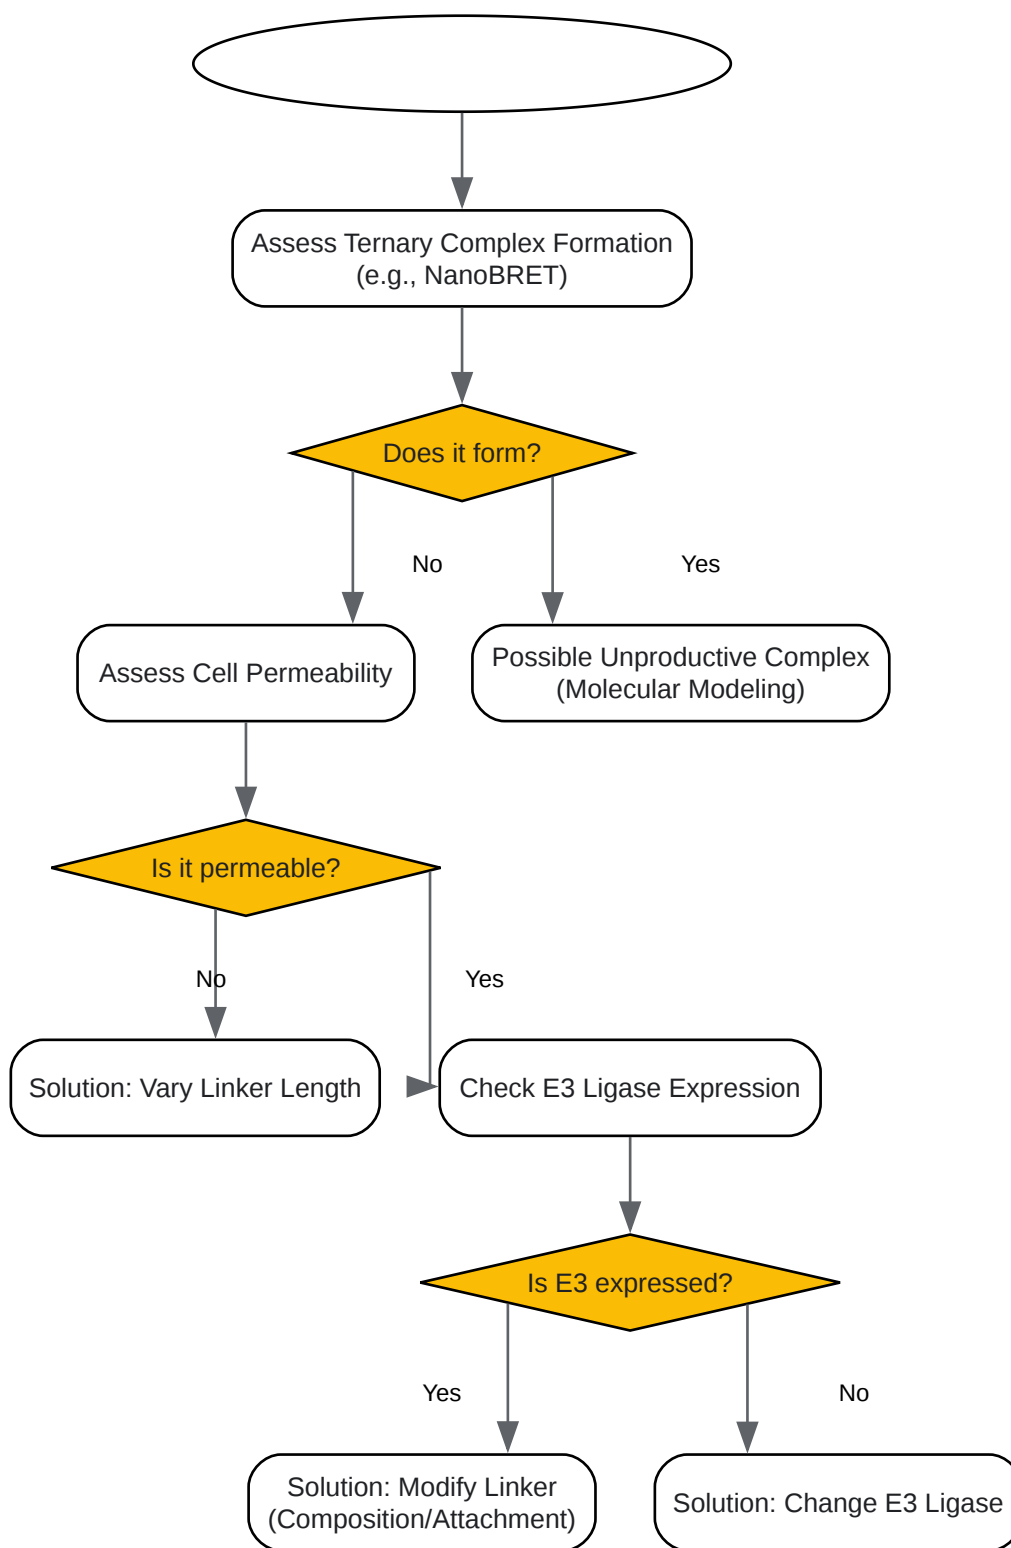 Assess Ternary Complex Formation
(e.g., NanoBRET)
Does it form?
No
Yes
Assess Cell Permeability
Possible Unproductive Complex
(Molecular Modeling)
Is it permeable?
No
Yes
Solution: Vary Linker Length
Check E3 Ligase Expression
Is E3 expressed?
Yes
No
Solution: Modify Linker
(Composition/Attachment)
Solution: Change E3 Ligase